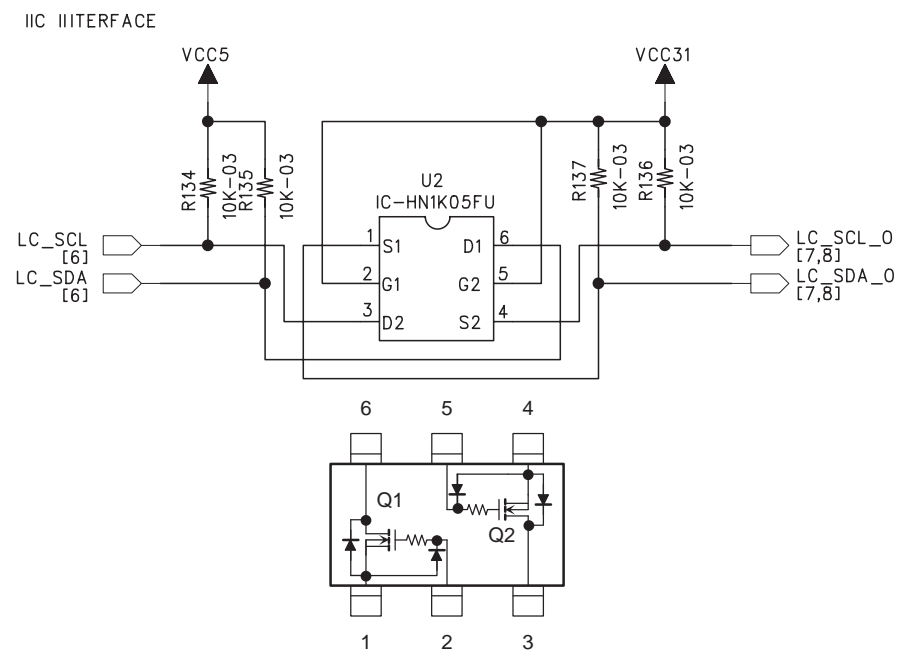 IIC IIITERFACE
VCC5
VCC31
R134
10K-03
R135
10K-03
R137
10K-03
R136
10K-03
U2
IC-HN1K05FU
LC_SCL
[6]
LC_SDA
[6]
1
S1
D1
6
2
G1
G2
5
3
D2
S2
4
LC_SCL_O
[7,8]
LC_SDA_O
[7,8]
6
5
4
Q1
Q2
1
2
3